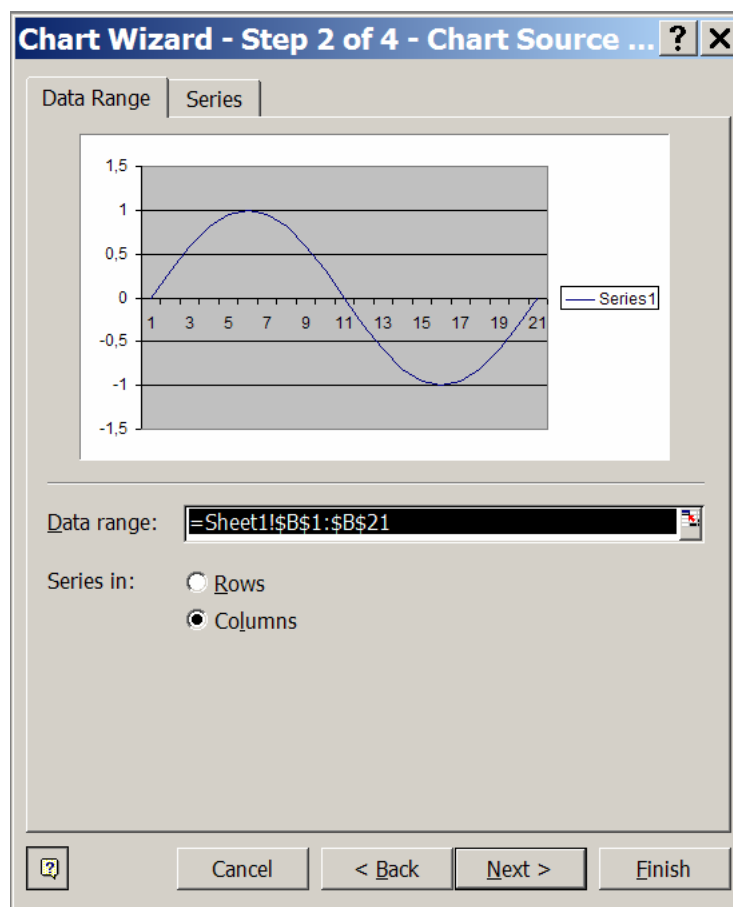 Chart Wizard - Step 2 of 4 - Chart Source ...
Data Range Series
1,5
1
0,5
0
-0,5
-1
-1,5
1 3 5 7 9 11 13 15 17 19 21
Series1
Data range: =Sheet1!$B$1:$B$21
Series in: Rows
Columns
Cancel < Back Next > Finish